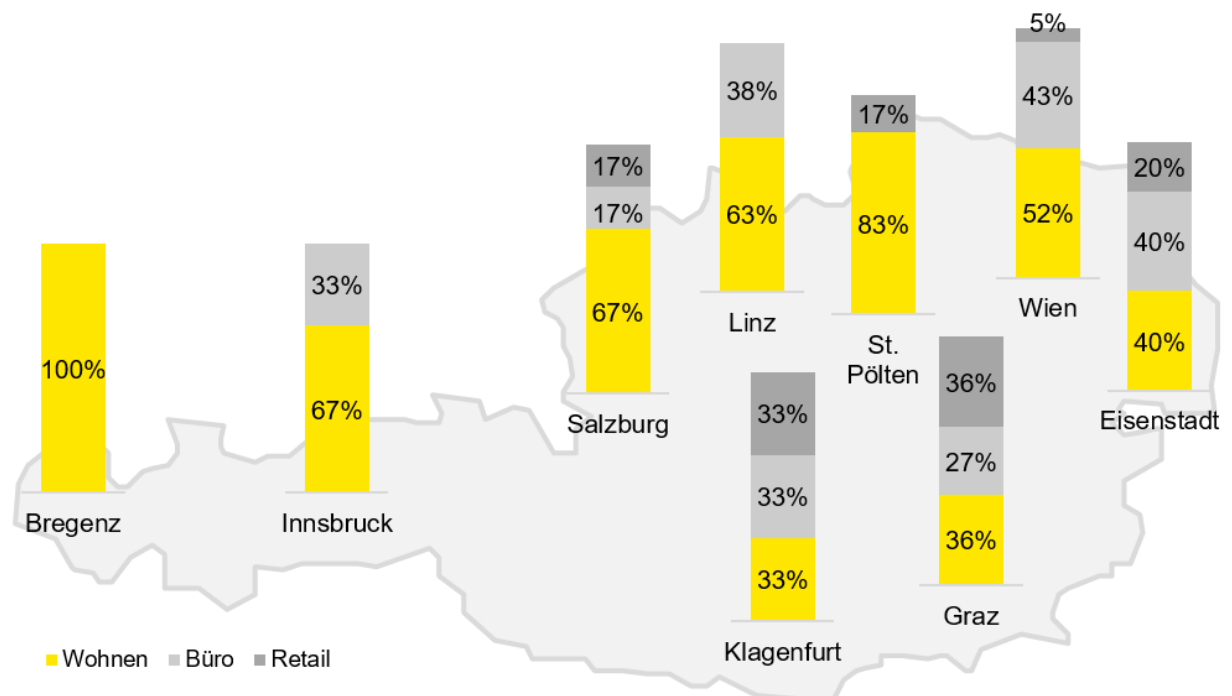 5%
38%
43%
17%
17%
20%
17%
63%
83%
52%
40%
33%
67%
Linz
Wien
100%
67%
St.
Pölten
36%
40%
Salzburg
33%
Eisenstadt
33%
27%
Bregenz
Innsbruck
33%
36%
Graz
Klagenfurt
Wohnen Büro Retail